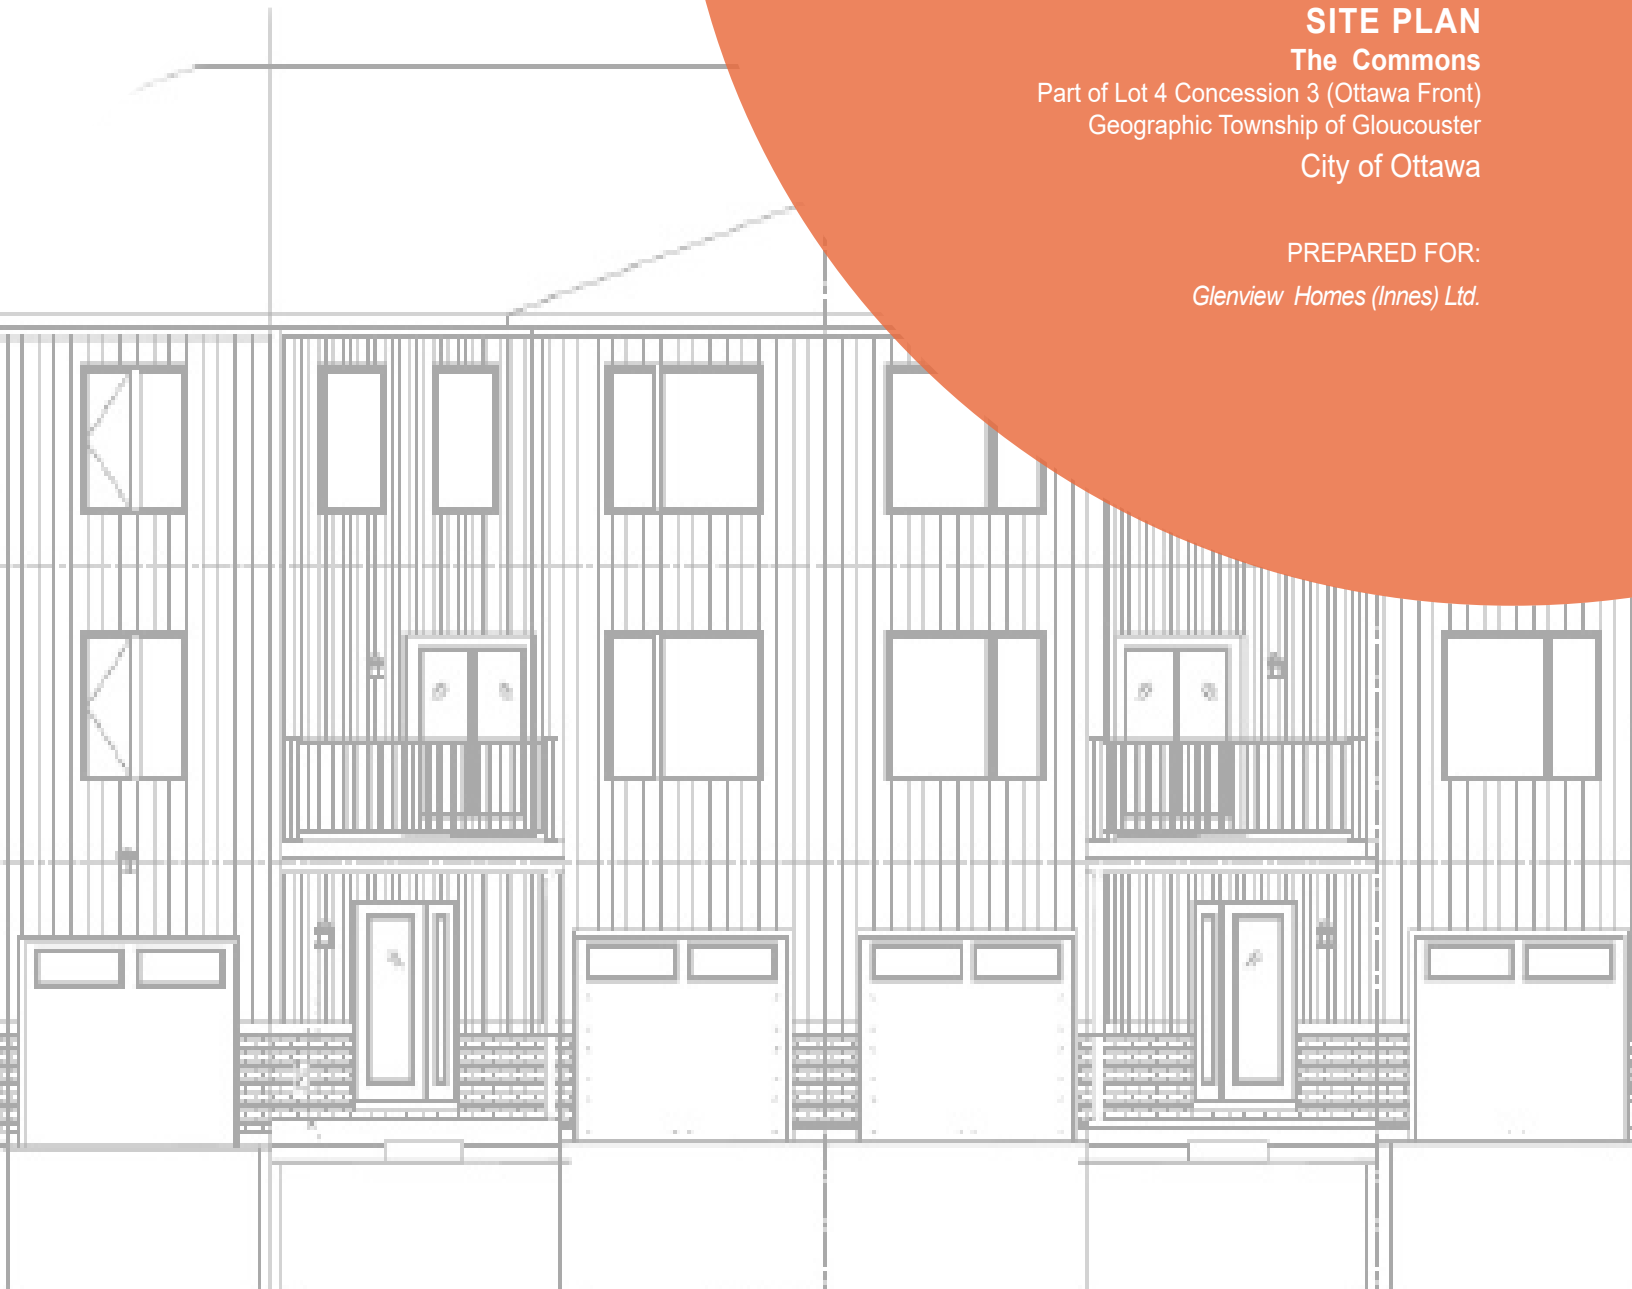 SITE PLAN
The Commons
Part of Lot 4 Concession 3 (Ottawa Front)
Geographic Township of Gloucouster
City of Ottawa
PREPARED FOR:
Glenview Homes (Innes) Ltd.